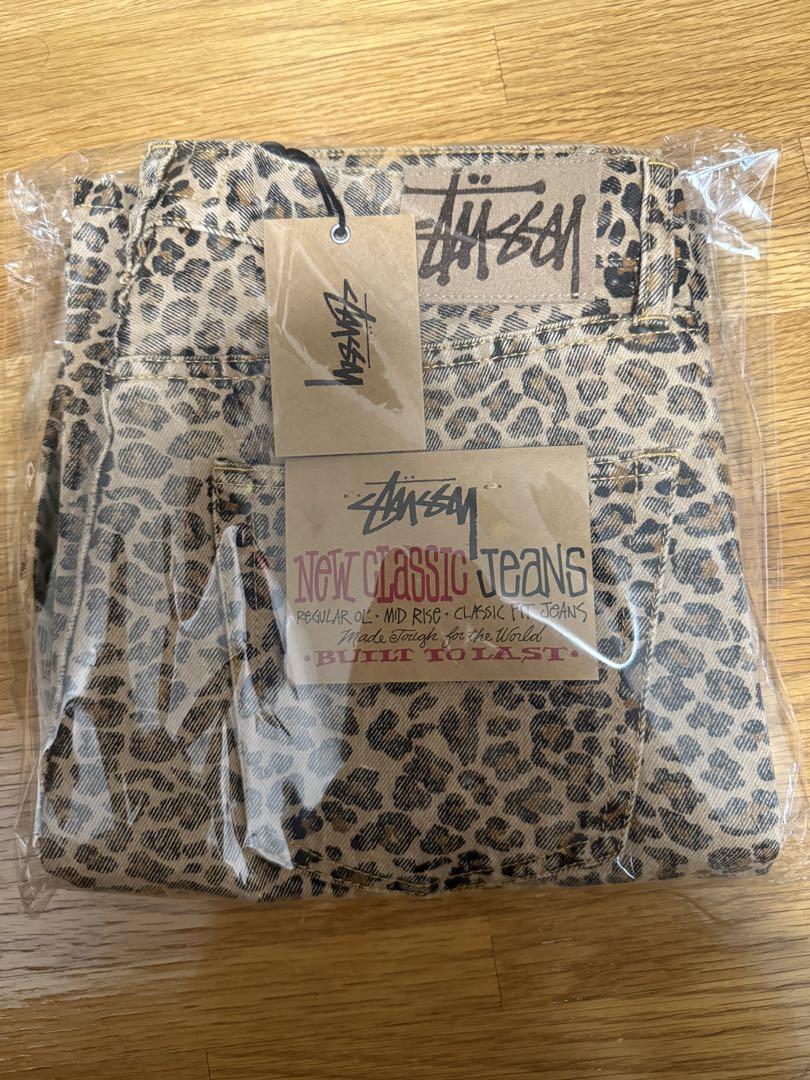 Stüssy
Stüssy
Stüssy
NEW CLASSIC JEANS
REGULAR OL' · MID RISE · CLASSIC FIT JEANS
Made Tough for the World
· BUILT TO LAST ·